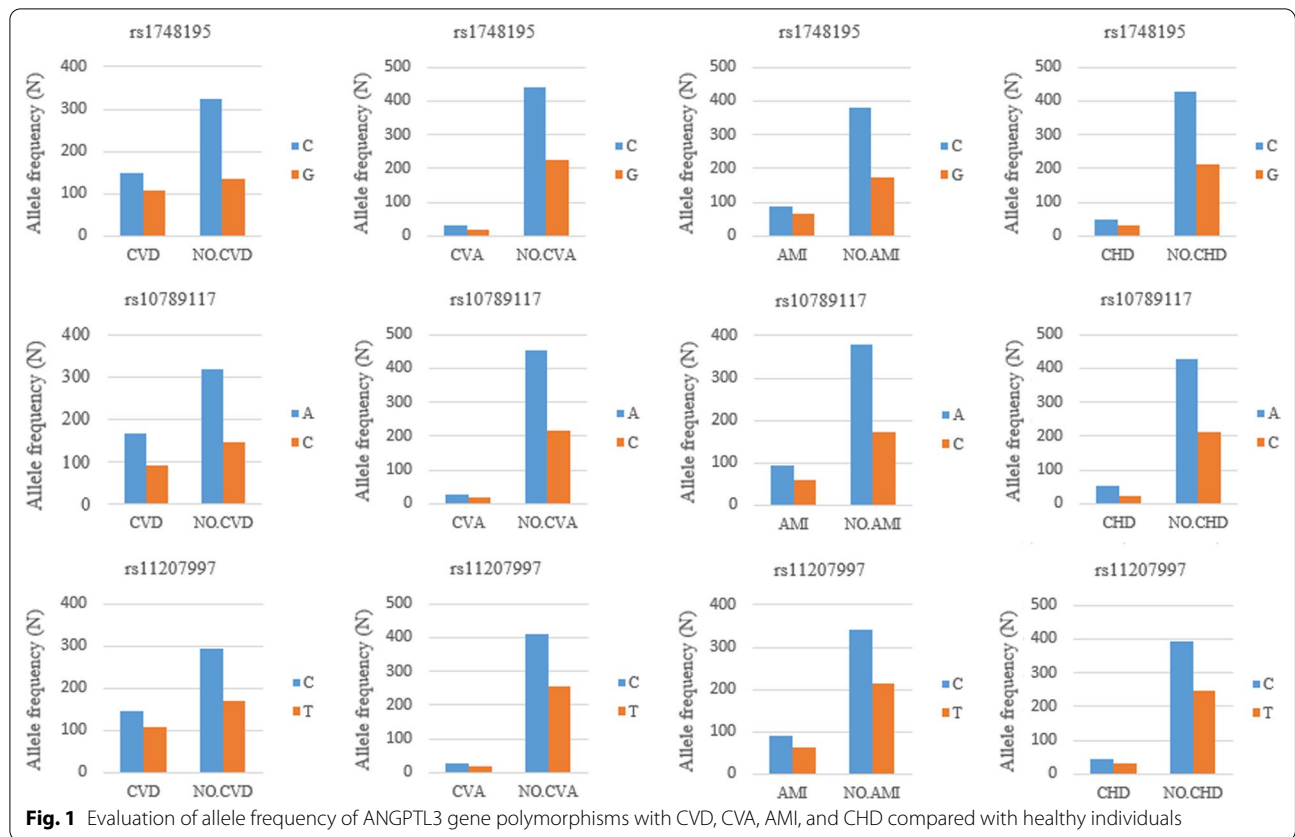 rs1748195
Allele frequency (N)
400
300
200
100
0
CVD NO.CVD
C
G
rs1748195
Allele frequency (N)
500
400
300
200
100
0
CVA NO.CVA
C
G
rs1748195
Allele frequency (N)
500
400
300
200
100
0
AMI NO.AMI
C
G
rs1748195
Allele frequency (N)
500
400
300
200
100
0
CHD NO.CHD
C
G
rs10789117
Allele frequency (N)
400
300
200
100
0
CVD NO.CVD
A
C
rs10789117
Allele frequency (N)
500
400
300
200
100
0
CVA NO.CVA
A
C
rs10789117
Allele frequency (N)
400
300
200
100
0
AMI NO.AMI
A
C
rs10789117
Allele frequency (N)
500
400
300
200
100
0
CHD NO.CHD
A
C
rs11207997
Allele frequency (N)
400
300
200
100
0
CVD NO.CVD
C
T
rs11207997
Allele frequency (N)
500
400
300
200
100
0
CVA NO.CVA
C
T
rs11207997
Allele frequency (N)
400
300
200
100
0
AMI NO.AMI
C
T
rs11207997
Allele frequency (N)
500
400
300
200
100
0
CHD NO.CHD
C
T
Fig. 1 Evaluation of allele frequency of ANGPTL3 gene polymorphisms with CVD, CVA, AMI, and CHD compared with healthy individuals